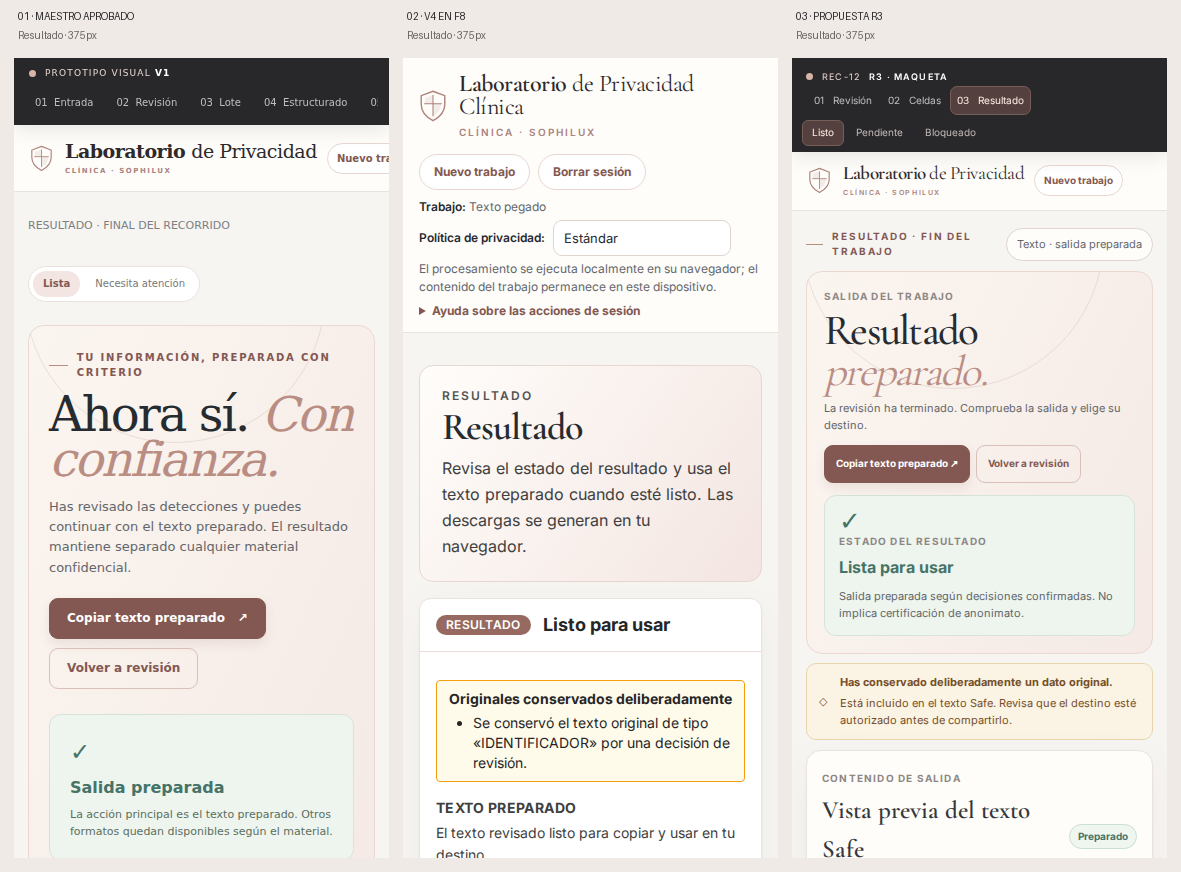 01 · MAESTRO APROBADO
Resultado · 375px
PROTOTIPO VISUAL V1
01 Entrada 02 Revisión 03 Lote 04 Estructurado
Laboratorio de Privacidad
CLÍNICA · SOPHILUX
Nuevo tra
RESULTADO · FINAL DEL RECORRIDO
Lista Necesita atención
TU INFORMACIÓN, PREPARADA CON
CRITERIO
Ahora sí. Con
confianza.
Has revisado las detecciones y puedes
continuar con el texto preparado. El resultado
mantiene separado cualquier material
confidencial.
Copiar texto preparado ↗
Volver a revisión
✓
Salida preparada
La acción principal es el texto preparado. Otros
formatos quedan disponibles según el material.
02 · V4 EN F8
Resultado · 375px
Laboratorio de Privacidad
Clínica
CLÍNICA · SOPHILUX
Nuevo trabajo Borrar sesión
Trabajo: Texto pegado
Política de privacidad: Estándar
El procesamiento se ejecuta localmente en su navegador; el
contenido del trabajo permanece en este dispositivo.
▶ Ayuda sobre las acciones de sesión
RESULTADO
Resultado
Revisa el estado del resultado y usa el
texto preparado cuando esté listo. Las
descargas se generan en tu
navegador.
RESULTADO Listo para usar
Originales conservados deliberadamente
• Se conservó el texto original de tipo
«IDENTIFICADOR» por una decisión de
revisión.
TEXTO PREPARADO
El texto revisado listo para copiar y usar en tu
destino.
03 · PROPUESTA R3
Resultado · 375px
REC-12 R3 · MAQUETA
01 Revisión 02 Celdas 03 Resultado
Listo Pendiente Bloqueado
Laboratorio de Privacidad
CLÍNICA · SOPHILUX
Nuevo trabajo
RESULTADO · FIN DEL
TRABAJO
Texto · salida preparada
SALIDA DEL TRABAJO
Resultado
preparado.
La revisión ha terminado. Comprueba la salida y elige su
destino.
Copiar texto preparado ↗ Volver a revisión
✓
ESTADO DEL RESULTADO
Lista para usar
Salida preparada según decisiones confirmadas. No
implica certificación de anonimato.
Has conservado deliberadamente un dato original.
◇ Está incluido en el texto Safe. Revisa que el destino esté
autorizado antes de compartirlo.
CONTENIDO DE SALIDA
Vista previa del texto
Safe
Preparado